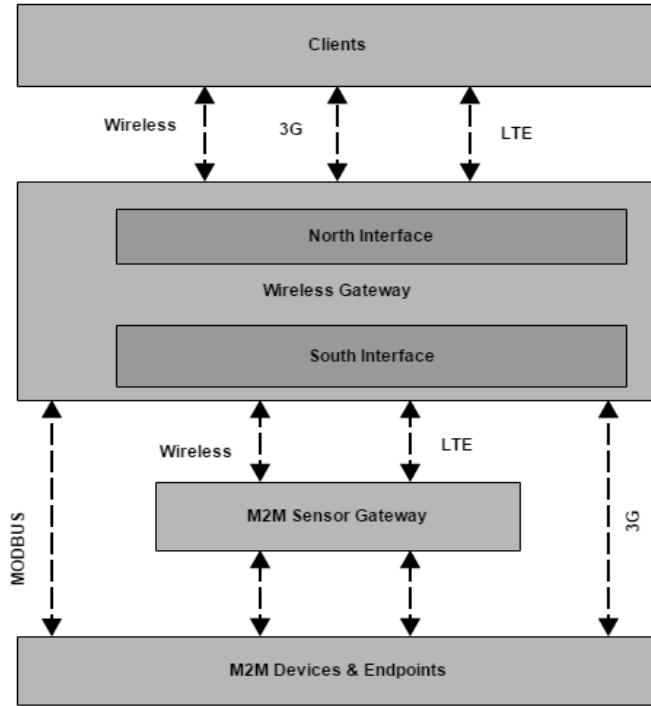 Clients
Wireless
3G
LTE
North Interface
Wireless Gateway
South Interface
Wireless
LTE
MODBUS
M2M Sensor Gateway
3G
M2M Devices & Endpoints